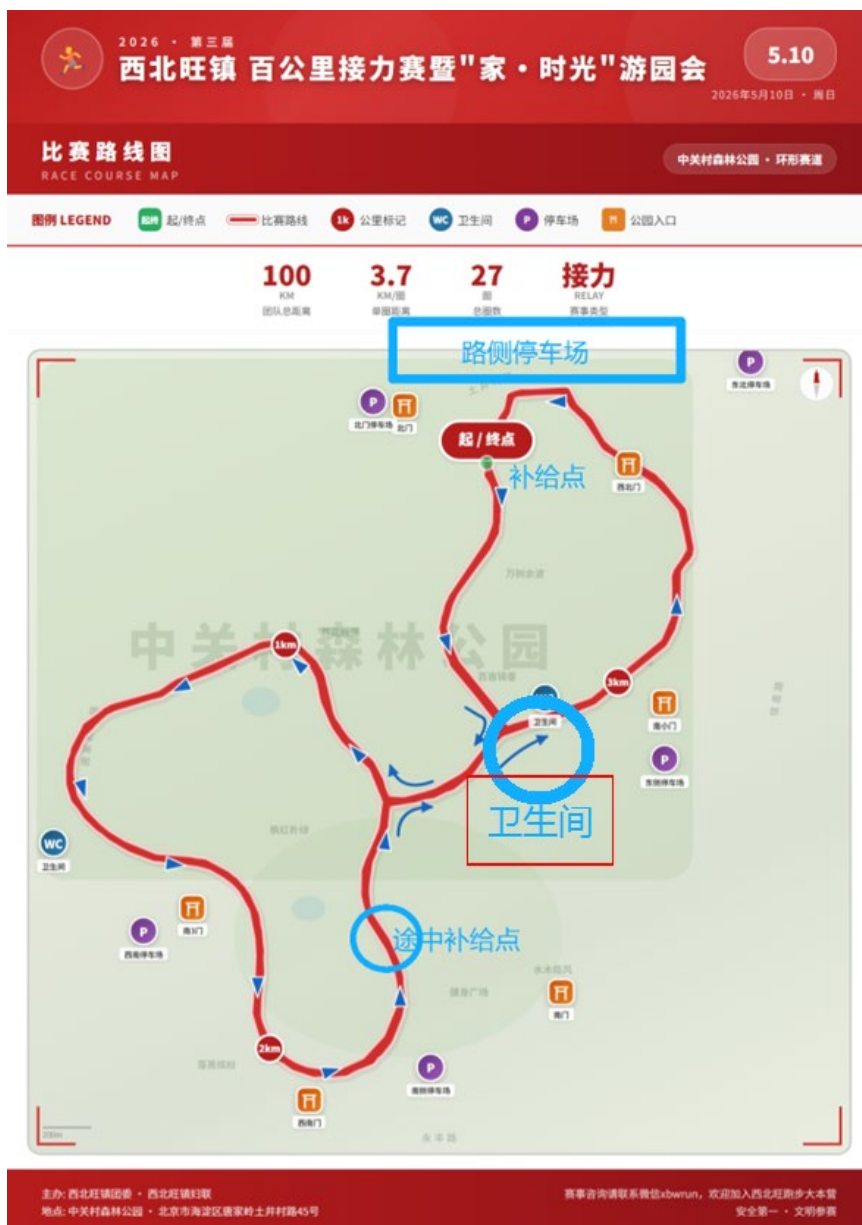 2026 · 第三届
西北旺镇 百公里接力赛暨"家·时光"游园会
5.10
2026年5月10日 · 周日
比赛路线图
RACE COURSE MAP
中关村森林公园 · 环形赛道
图例 LEGEND
起终
起/终点
比赛路线
1k
公里标记
WC
卫生间
P
停车场
公园入口
100
KM
团队总距离
3.7
KM/圈
单圈距离
27
圈
总圈数
接力
RELAY
赛事类型
路侧停车场
P
东北停车场
P
北门停车场
北门
起/终点
补给点
西北门
中关村森林公园
1km
3km
卫生间
南小门
P
东侧停车场
卫生间
WC
卫生间
P
西南停车场
途中补给点
健身广场
南门
2km
P
南侧停车场
西南门
永丰路
200m
主办: 西北旺镇团委 · 西北旺镇妇联
地点: 中关村森林公园 · 北京市海淀区唐家岭土井村路45号
赛事咨询请联系微信xbwrun，欢迎加入西北旺跑步大本营
安全第一 · 文明参赛